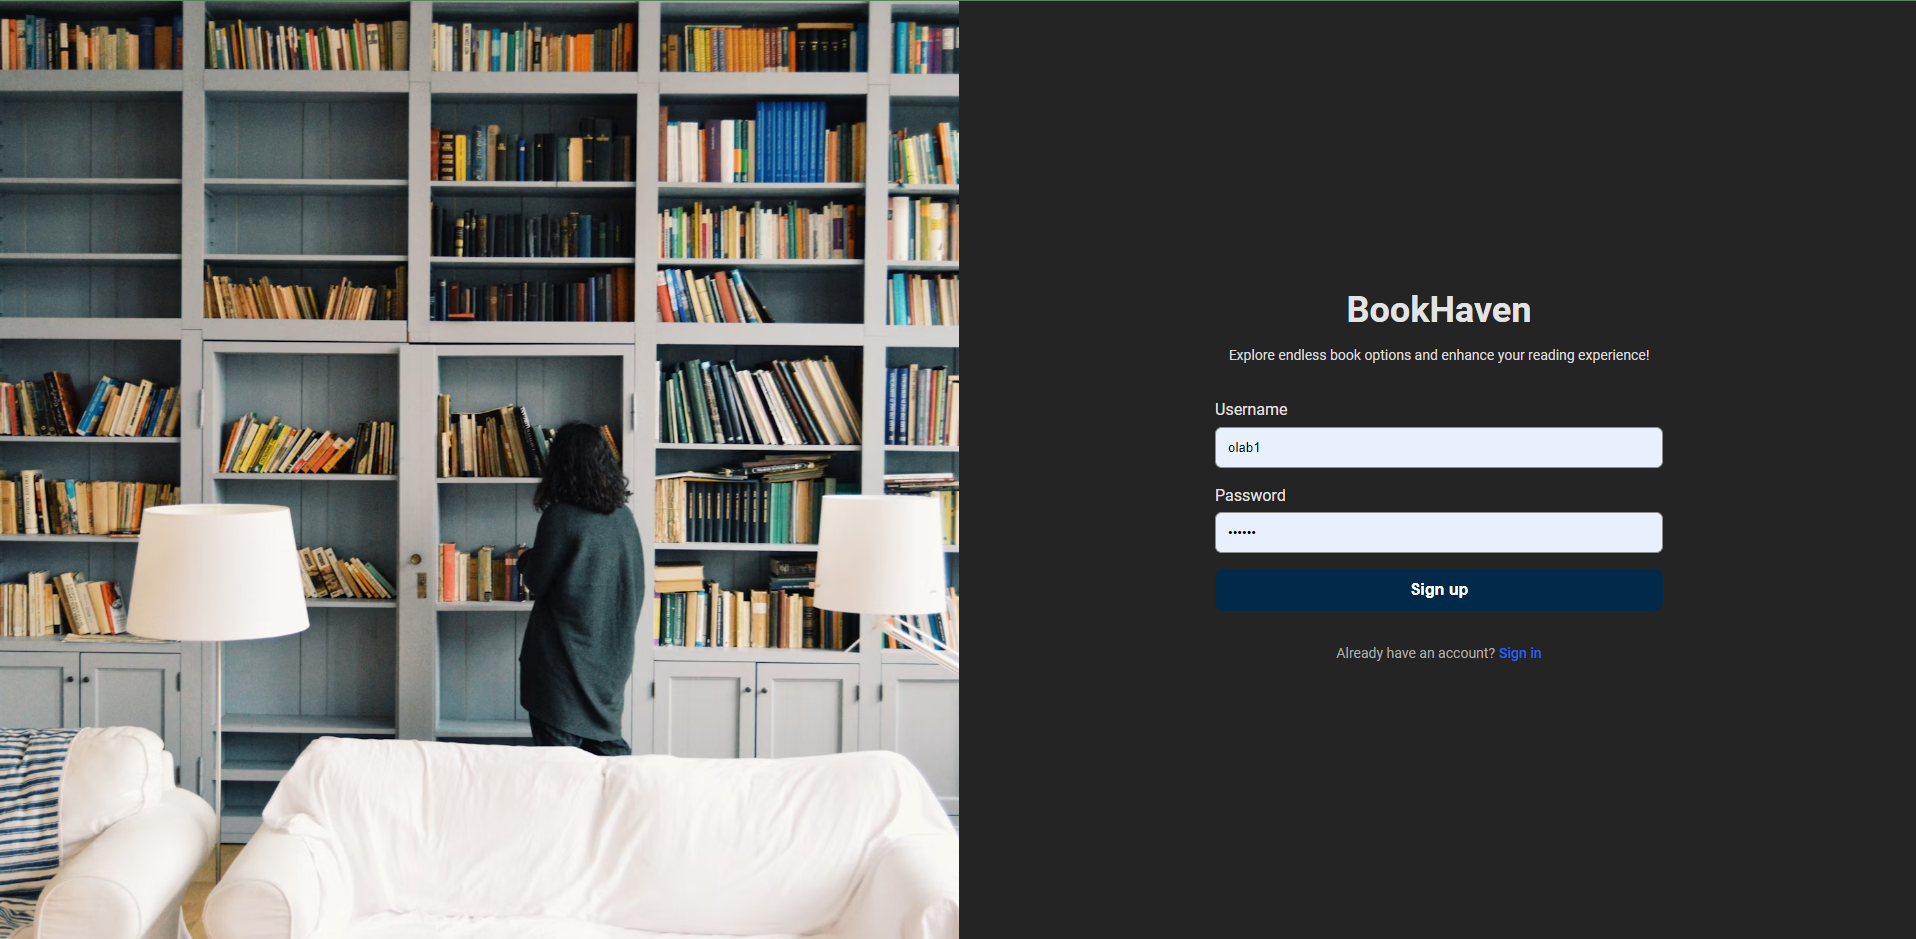 BookHaven
Explore endless book options and enhance your reading experience!
Username
olab1
Password
••••••
Sign up
Already have an account? Sign in